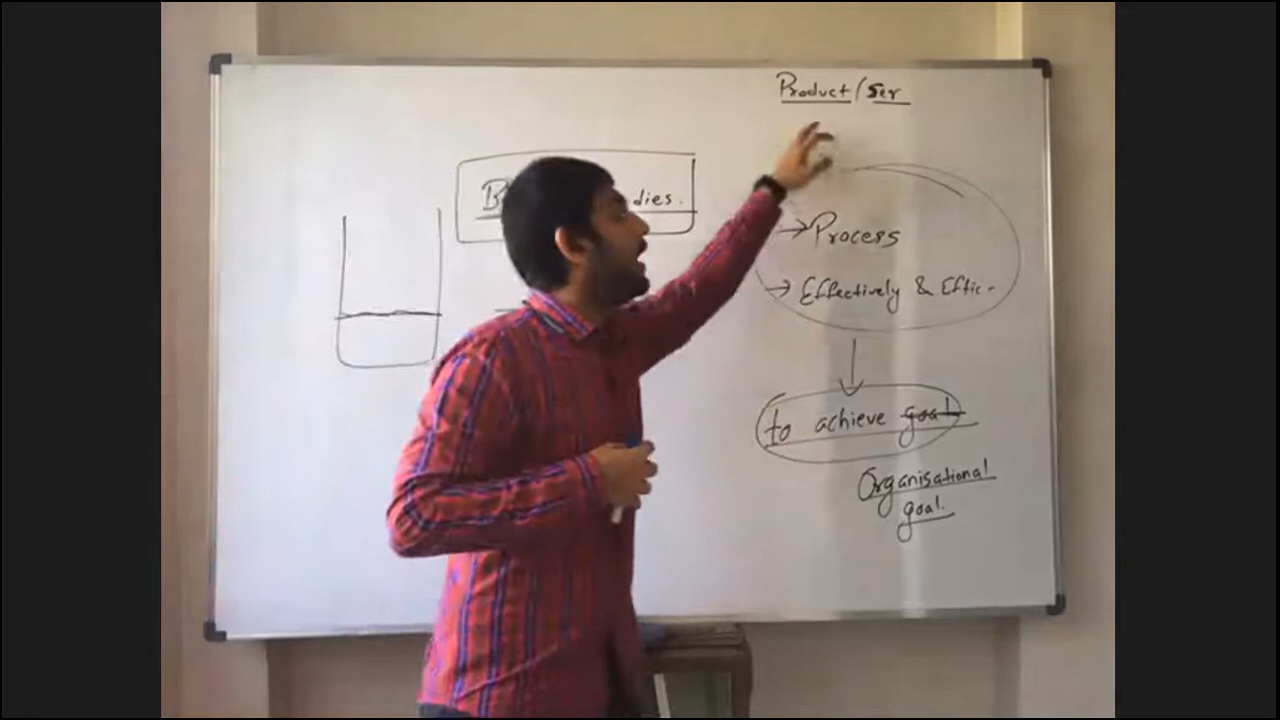 Product/Ser
B dies.
→ Process
→ Effectively & Effic.
to achieve goal
Organisational
goal.